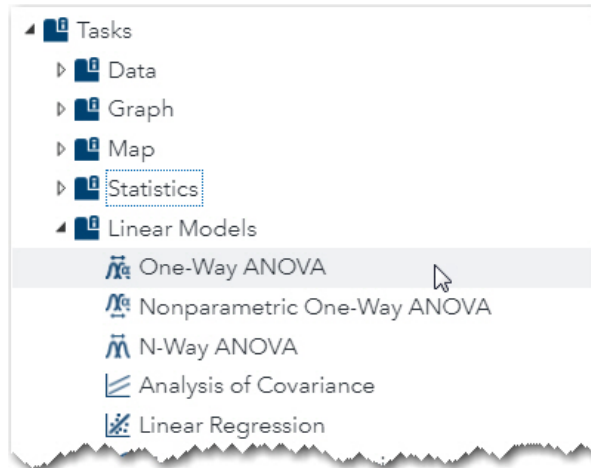 Tasks
Data
Graph
Map
Statistics
Linear Models
One-Way ANOVA
Nonparametric One-Way ANOVA
N-Way ANOVA
Analysis of Covariance
Linear Regression